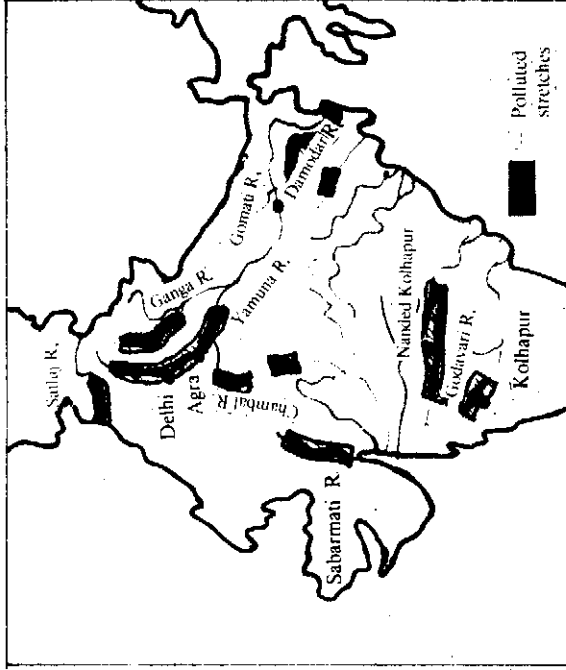 Satluj R.
Ganga R.
Gomati R.
Damodar R.
Yamuna R.
Delhi
Agra
Chambal R.
Sabarmati R.
Nanded Kolhapur
Godavari R.
Kolhapur
Polluted
stretches